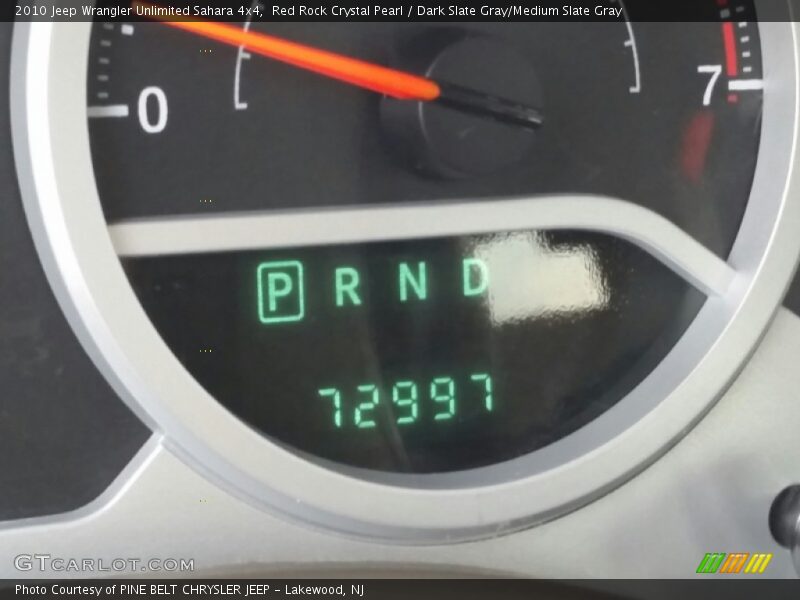 2010 Jeep Wrangler Unlimited Sahara 4x4,  Red Rock Crystal Pearl / Dark Slate Gray/Medium Slate Gray
0
7
P R N D
72997
GTCARLOT.COM
Photo Courtesy of PINE BELT CHRYSLER JEEP - Lakewood, NJ